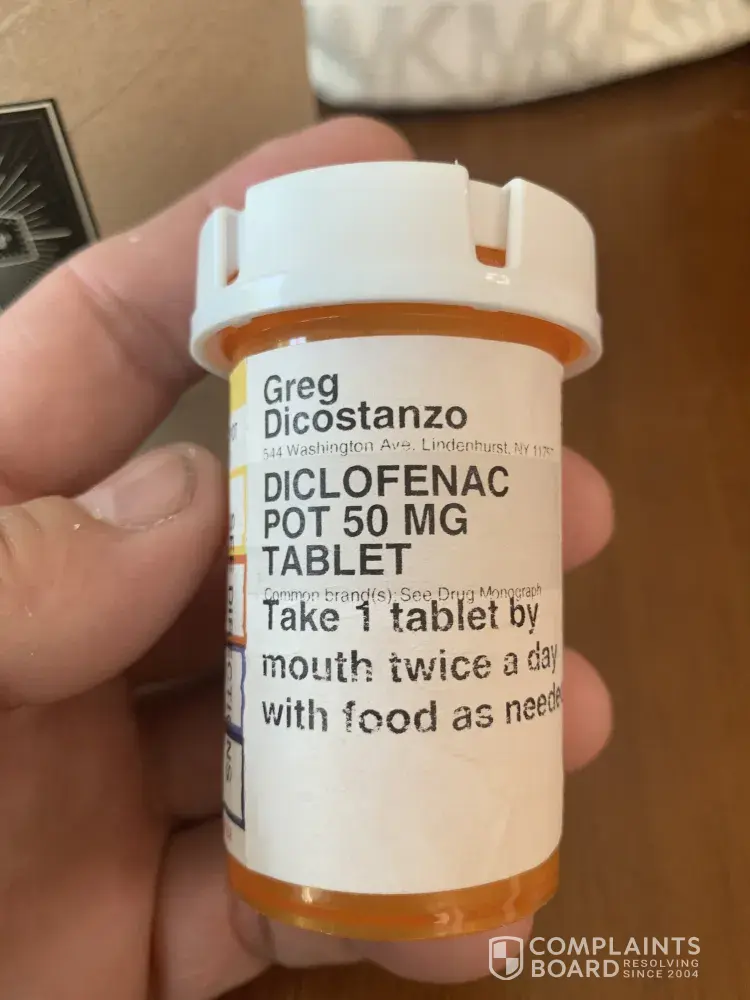 Greg
Dicostanzo
544 Washington Ave. Lindenhurst, NY
DICLOFENAC
POT 50 MG
TABLET
Common brand(s): See Drug Monograph
Take 1 tablet by
mouth twice a day
with food as
COMPLAINTS
BOARD RESOLVING
SINCE 2004